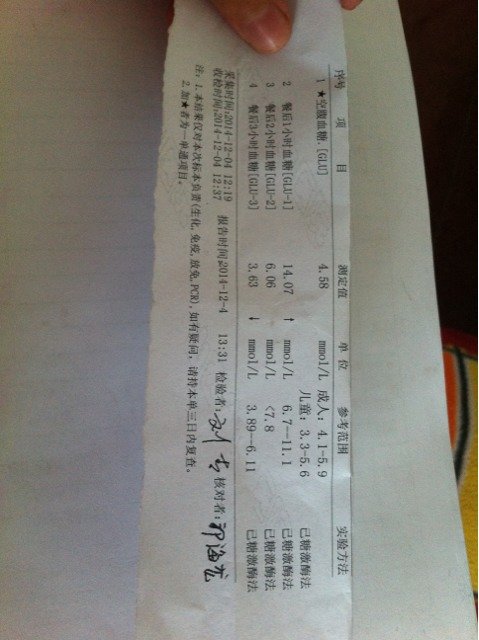 序号 项 目 测定值 单 位 参考范围 实验方法
1 ★空腹血糖.[GLU] 4.58 mmol/L 成人: 4.1-5.9
儿童: 3.3-5.6 已糖激酶法
2 餐后1小时血糖[GLU-1] 14.07 ↑ mmol/L 6.7--11.1 已糖激酶法
3 餐后2小时血糖[GLU-2] 6.06 mmol/L <7.8 已糖激酶法
4 餐后3小时血糖[GLU-3] 3.63 ↓ mmol/L 3.89--6.11 已糖激酶法
采集时间:2014-12-04 12:19 报告时间:2014-12-4 13:31 检验者: 核对者:
收检时间:2014-12-04 12:37
注: 1.本结果仅对本次标本负责(生化,免疫,放免,PCR),如有疑问, 请持本单三日内复查。
2.加★者为一单通项目。